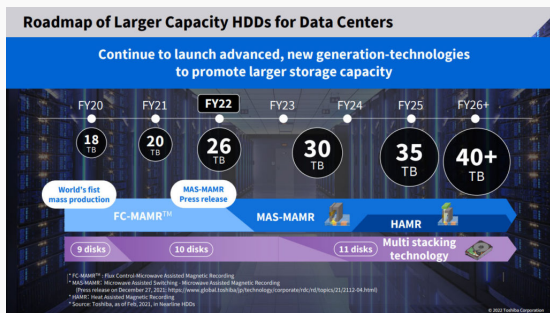 Roadmap of Larger Capacity HDDs for Data Centers
Continue to launch advanced, new generation-technologies
to promote larger storage capacity
FY20 FY21 FY22 FY23 FY24 FY25 FY26+
18
TB
20
TB
26
TB
30
TB
35
TB
40+
TB
World's fist
mass production
MAS-MAMR
Press release
FC-MAMR™
MAS-MAMR
HAMR
9 disks
10 disks
11 disks
Multi stacking
technology
* FC-MAMR™ : Flux Control-Microwave Assisted Magnetic Recording
* MAS-MAMR: Microwave Assisted Switching - Microwave Assisted Magnetic Recording
(Press release on December 27, 2021: https://www.global.toshiba/jp/technology/corporate/rdc/rd/topics/21/2112-04.html)
* HAMR: Heat Assisted Magnetic Recording
* Source: Toshiba, as of Feb, 2021, in Nearline HDDs
© 2022 Toshiba Corporation